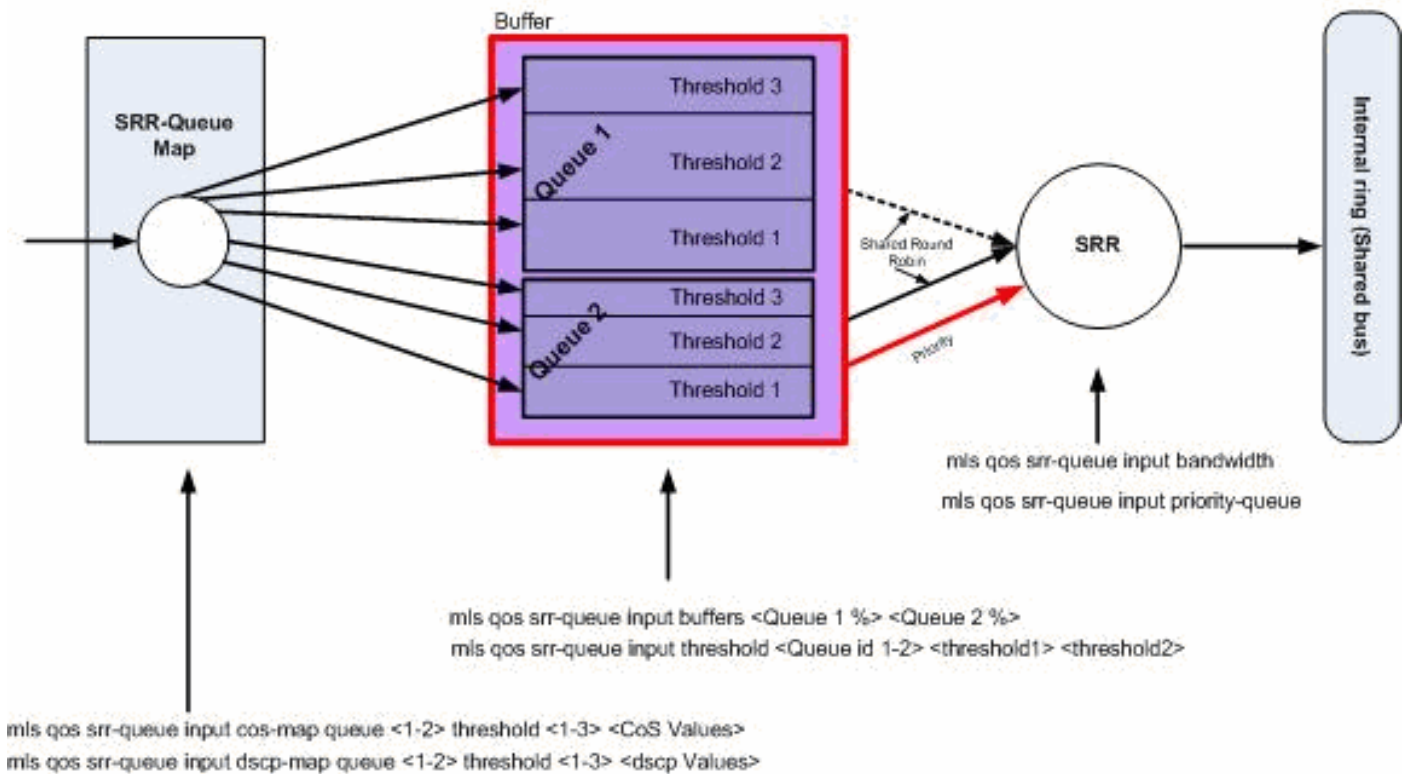 Buffer
SRR-Queue
Map
Threshold 3
Threshold 2
Threshold 1
Queue 1
Threshold 3
Threshold 2
Threshold 1
Queue 2
Shared Round
Robin
Priority
SRR
Internal ring (Shared bus)
mls qos srr-queue input bandwidth
mls qos srr-queue input priority-queue
mls qos srr-queue input buffers <Queue 1 %> <Queue 2 %>
mls qos srr-queue input threshold <Queue id 1-2> <threshold1> <threshold2>
mls qos srr-queue input cos-map queue <1-2> threshold <1-3> <CoS Values>
mls qos srr-queue input dscp-map queue <1-2> threshold <1-3> <dscp Values>